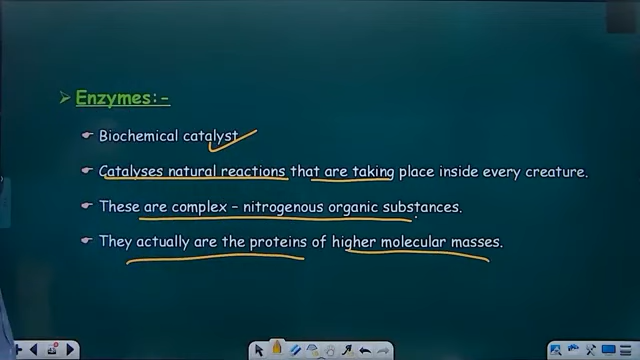 Enzymes:-
Biochemical catalyst
Catalyses natural reactions that are taking place inside every creature.
These are complex – nitrogenous organic substances.
They actually are the proteins of higher molecular masses.